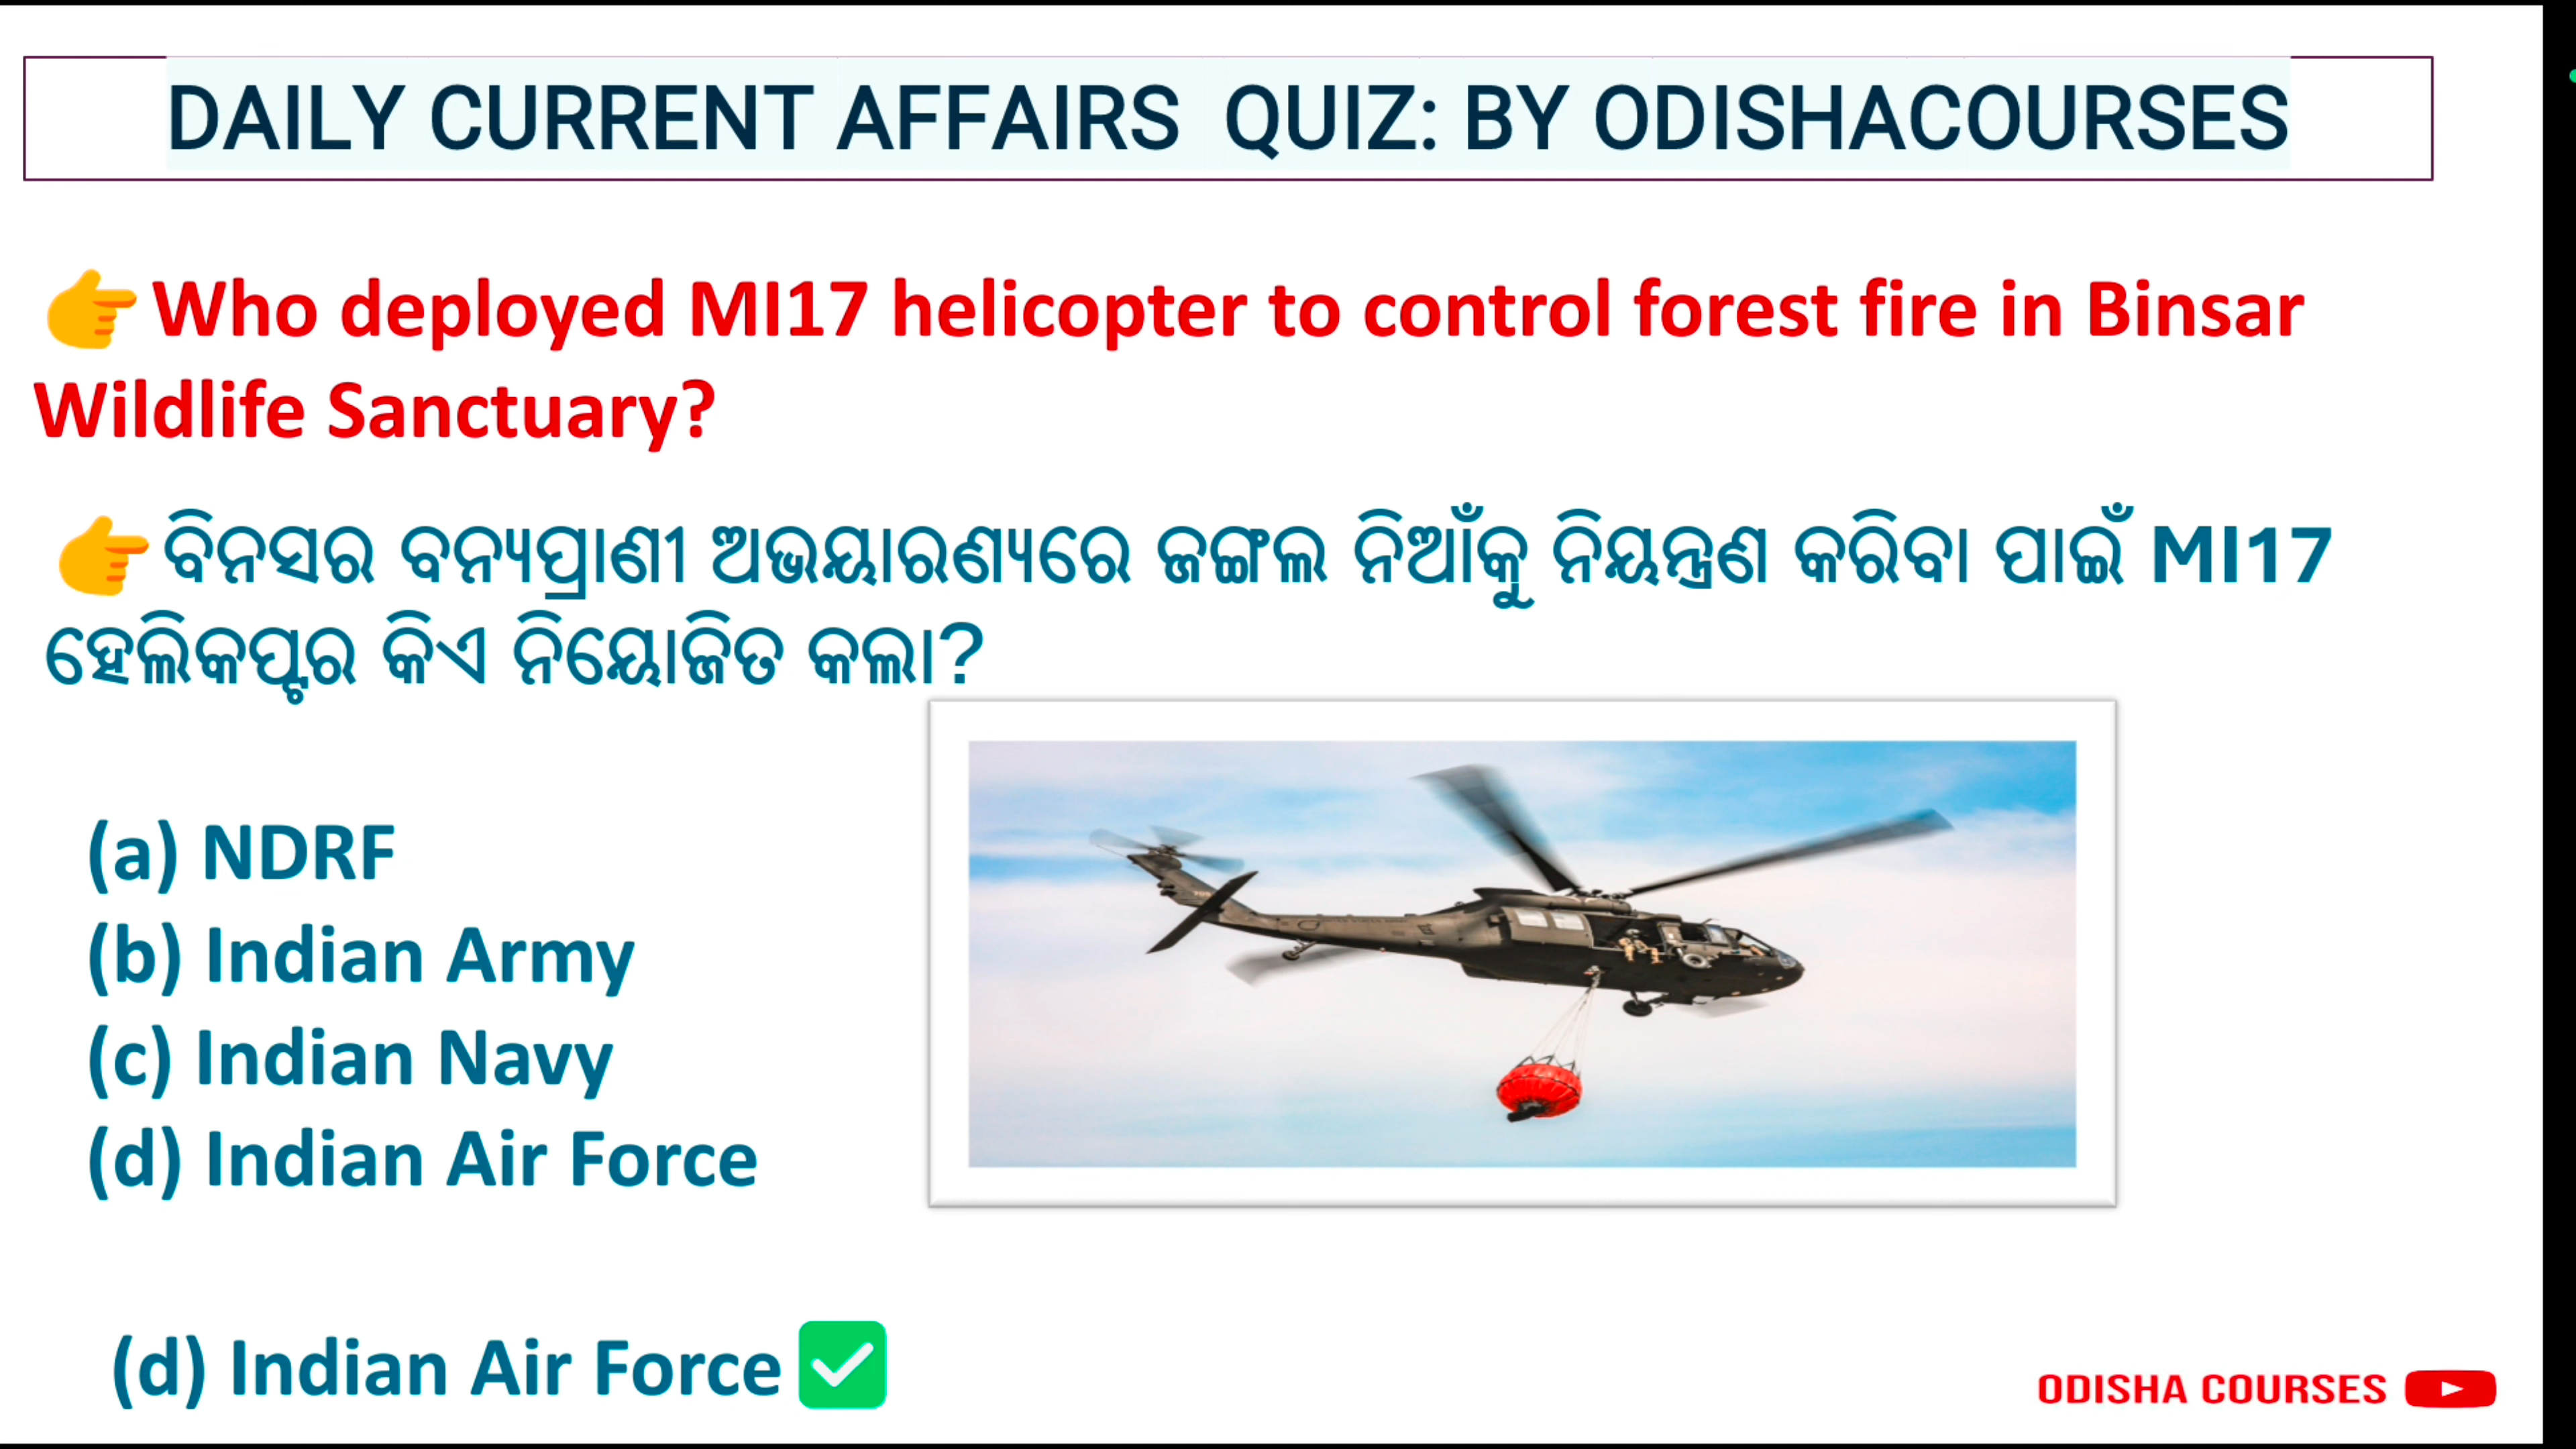 DAILY CURRENT AFFAIRS QUIZ: BY ODISHACOURSES
👉Who deployed MI17 helicopter to control forest fire in Binsar
Wildlife Sanctuary?
👉ବିନସର ବନ୍ୟପ୍ରାଣୀ ଅଭୟାରଣ୍ୟରେ ଜଙ୍ଗଲ ନିଆଁକୁ ନିୟନ୍ତ୍ରଣ କରିବା ପାଇଁ MI17
ହେଲିକପ୍ଟର କିଏ ନିୟୋଜିତ କଲା?
(a) NDRF
(b) Indian Army
(c) Indian Navy
(d) Indian Air Force
(d) Indian Air Force ✅
ODISHA COURSES